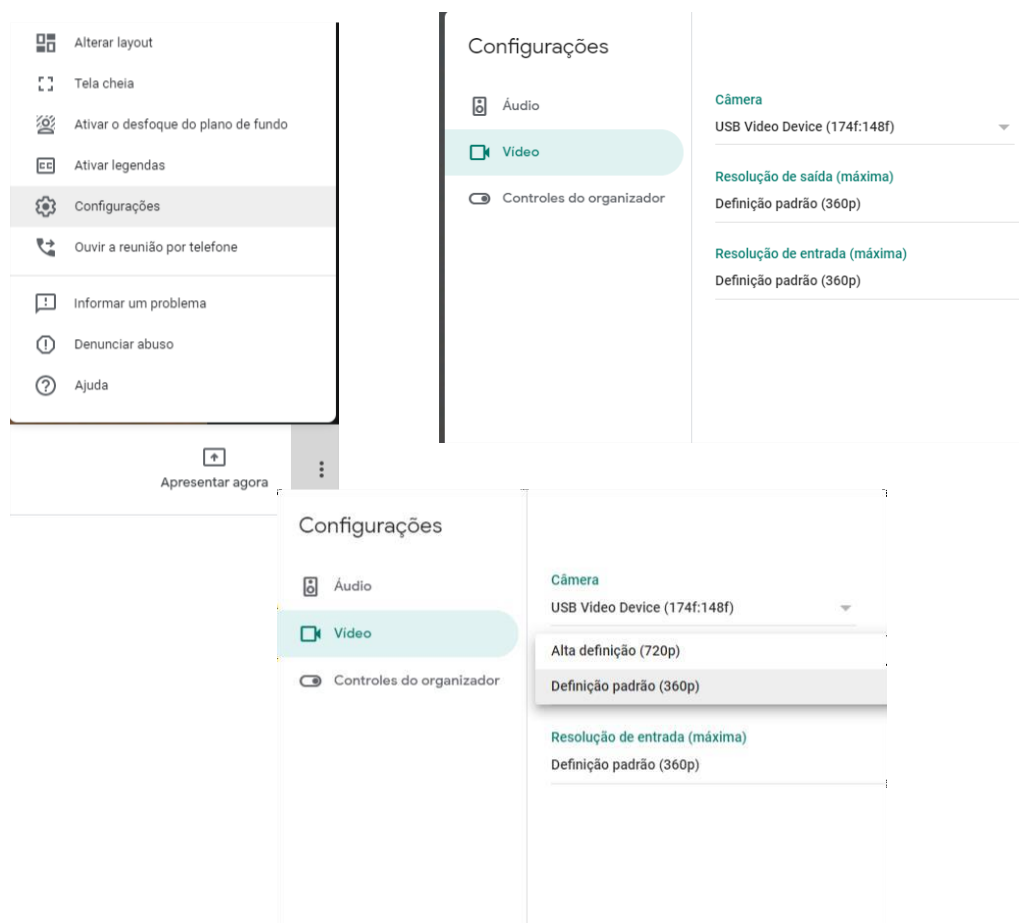 Alterar layout
Tela cheia
Ativar o desfoque do plano de fundo
Ativar legendas
Configurações
Ouvir a reunião por telefone
Informar um problema
Denunciar abuso
Ajuda
Apresentar agora
Configurações
Áudio
Vídeo
Controles do organizador
Câmera
USB Video Device (174f:148f)
Resolução de saída (máxima)
Definição padrão (360p)
Resolução de entrada (máxima)
Definição padrão (360p)
Configurações
Áudio
Vídeo
Controles do organizador
Câmera
USB Video Device (174f:148f)
Alta definição (720p)
Definição padrão (360p)
Resolução de entrada (máxima)
Definição padrão (360p)